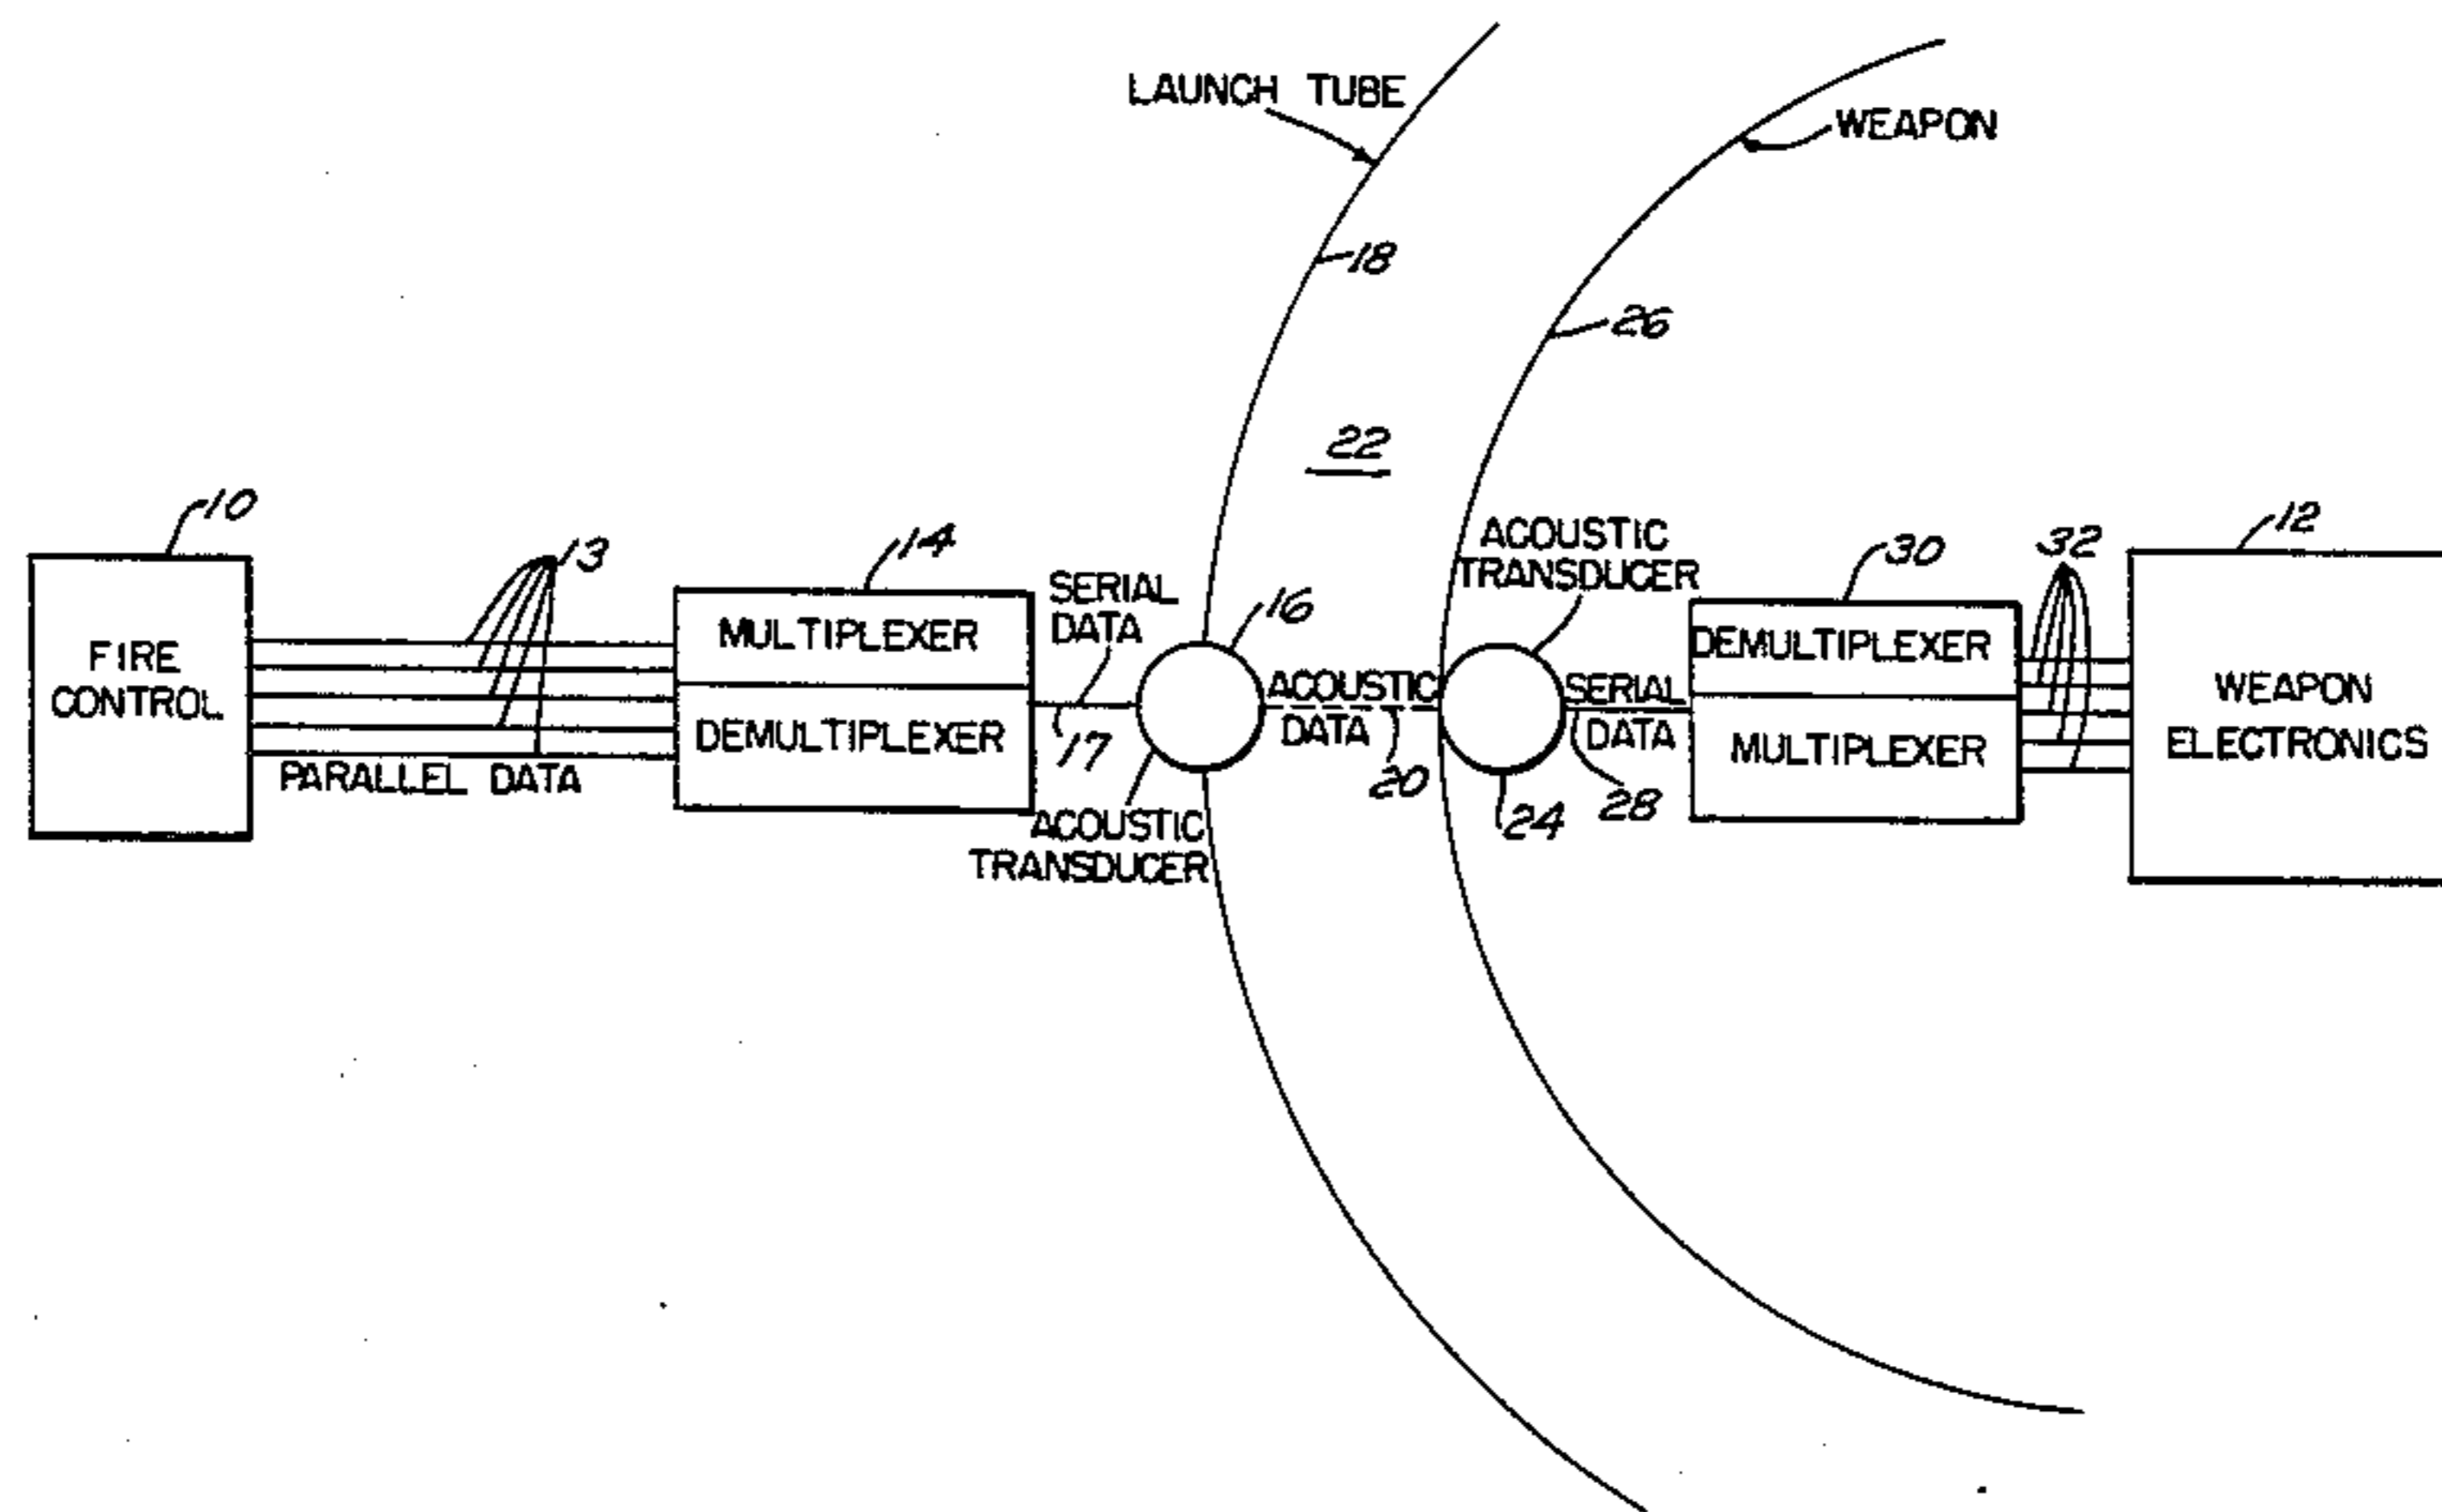 LAUNCH TUBE
WEAPON
18
26
22
10
13
14
SERIAL
DATA
16
ACOUSTIC
TRANSDUCER
30
32
12
FIRE
CONTROL
MULTIPLEXER
DEMULTIPLEXER
PARALLEL DATA
17
ACOUSTIC
TRANSDUCER
ACOUSTIC
DATA
20
24
SERIAL
DATA
28
DEMULTIPLEXER
MULTIPLEXER
WEAPON
ELECTRONICS